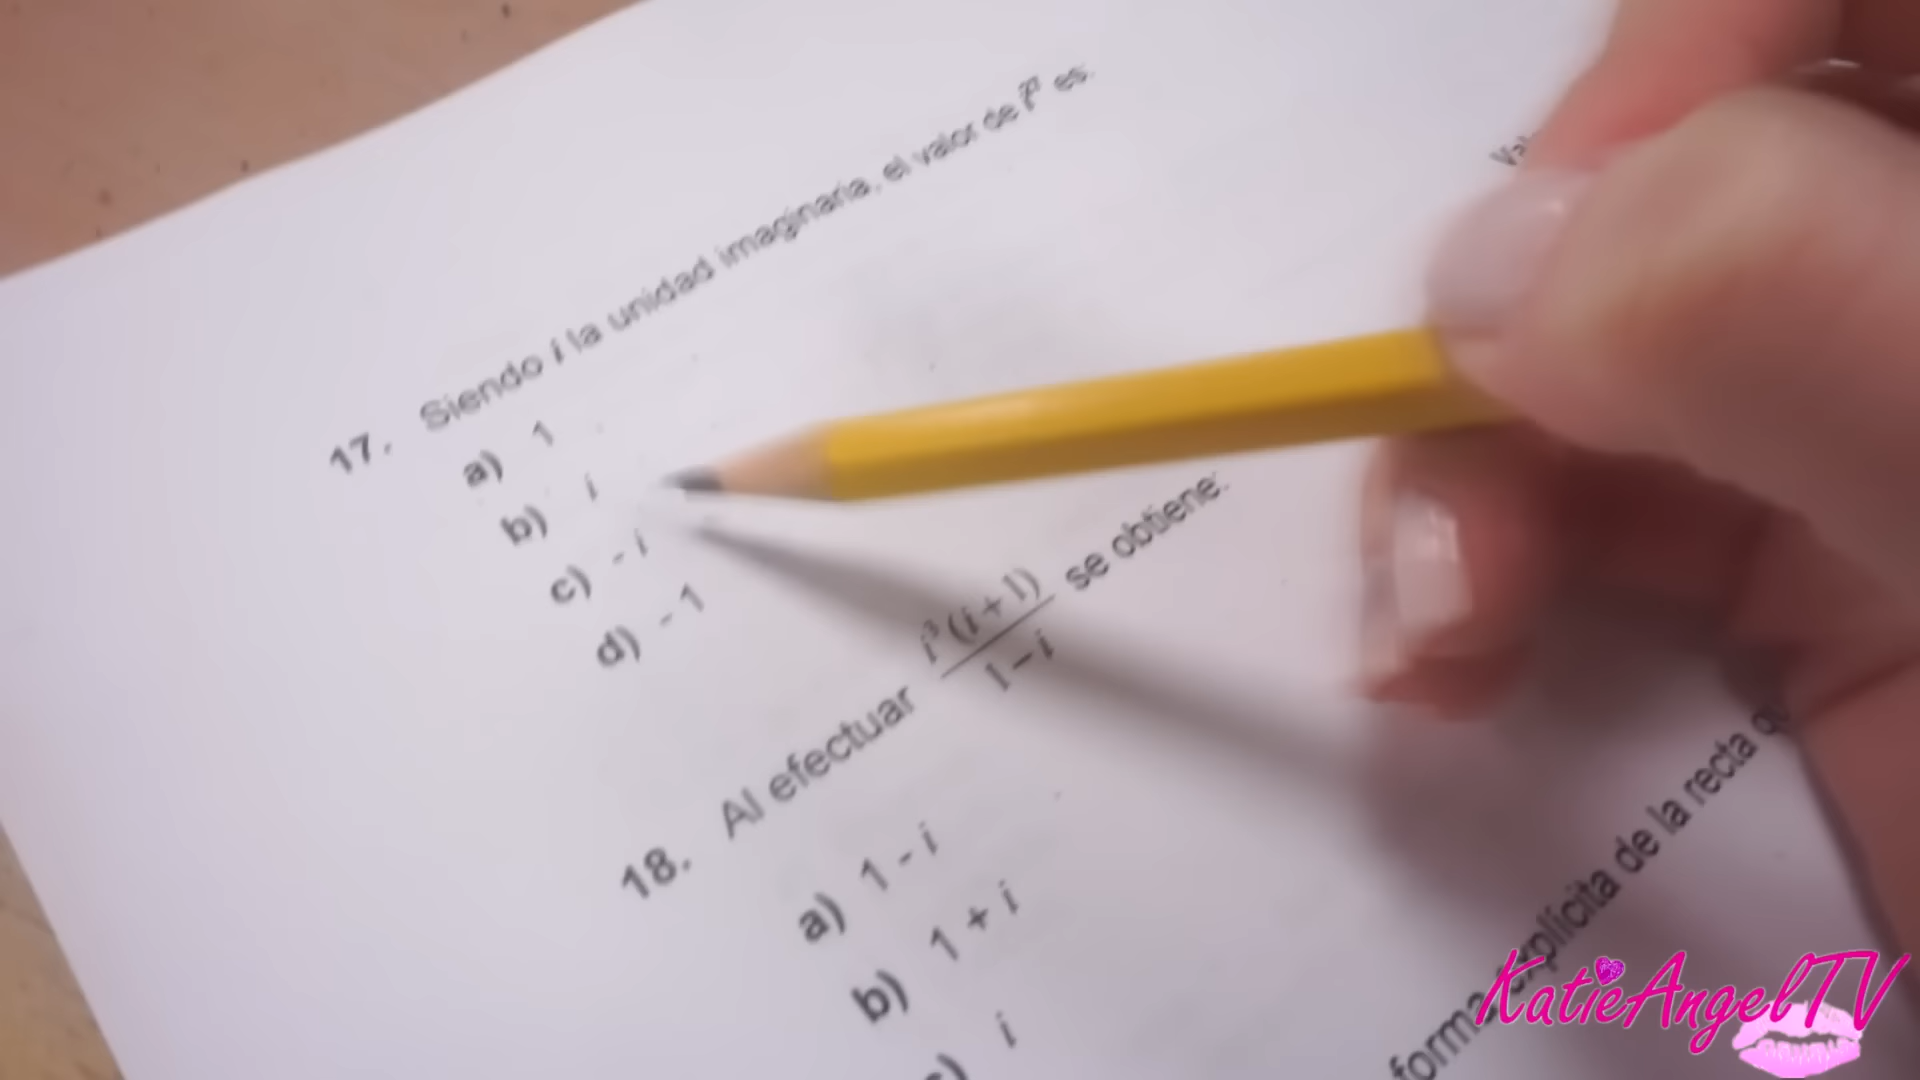 17. Siendo i la unidad imaginaria, el valor de i es:
a) 1
b) i
c) - i
d) - 1
18. Al efectuar i³(i+1) / 1-i se obtiene:
a) 1 - i
b) 1 + i
i
forma explícita de la recta
KatieAngelTV